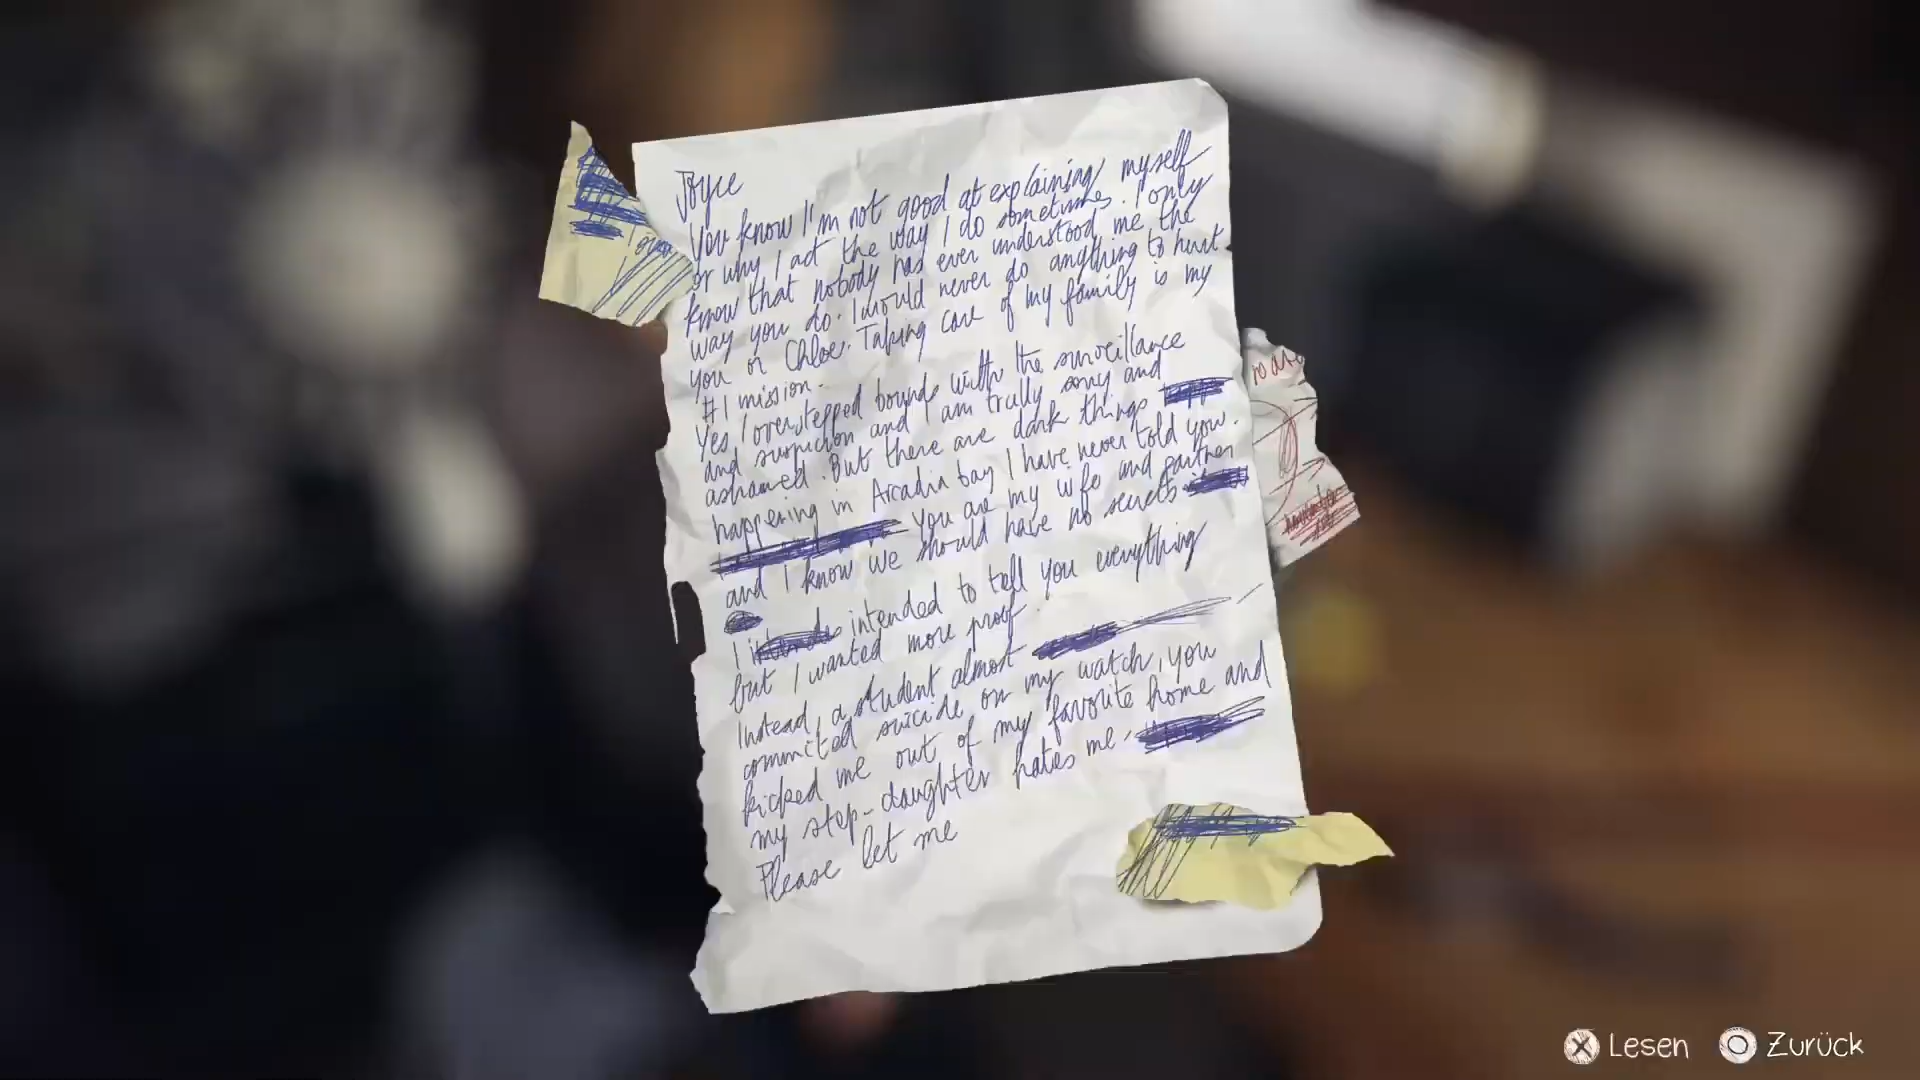 Joyce
You know I'm not good at explaining myself
or why I act the way I do sometimes. I only
know that nobody has ever understood me the
way you do. I would never do anything to hurt
you or Chloe. Taking care of my family is my
#1 mission.
Yes, I overstepped bounds with the surveillance
and suspicion and I am trully sorry and
ashamed. But there are dark things
happening in Arcadia bay I have never told you.
You are my wife and partner
and I know we should have no secrets
I intended to tell you everything
but I wanted more proof.
Instead, a student almost
commited suicide on my watch, you
kicked me out of my favorite home and
my step-daughter hates me.
Please let me
Lesen
Zurück